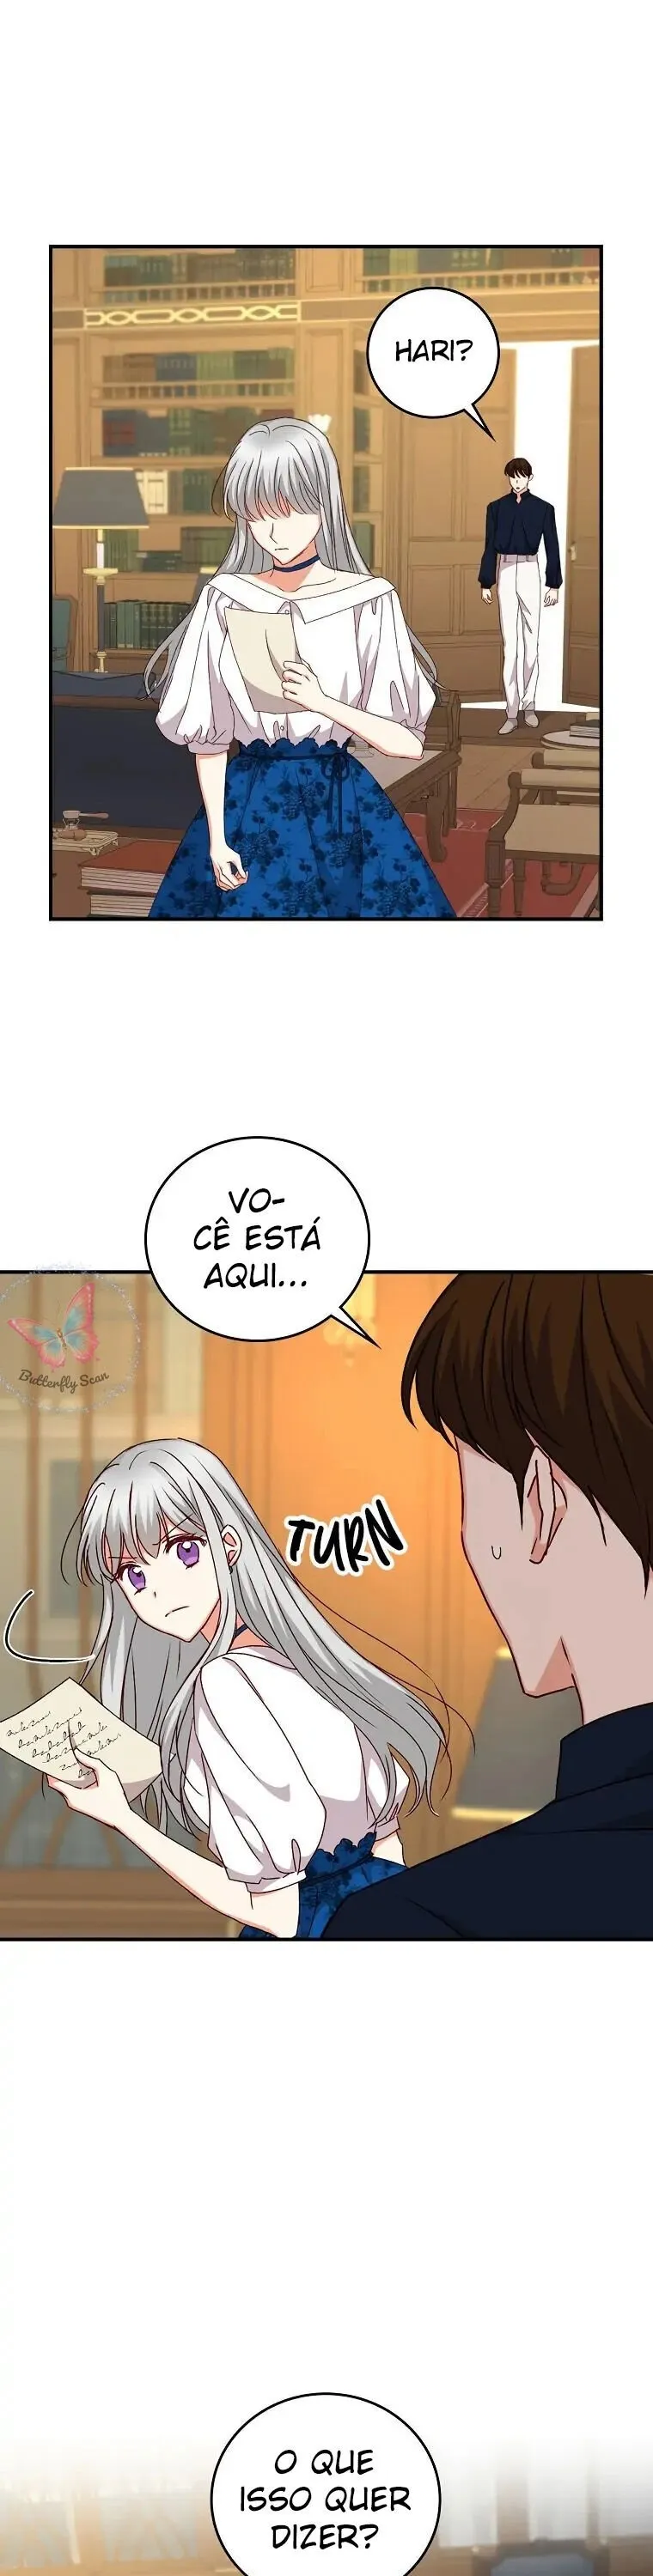 HARI?
VO-
CÊ ESTÁ
AQUI...
Butterfly Scan
TURN
O QUE
ISSO QUER
DIZER?